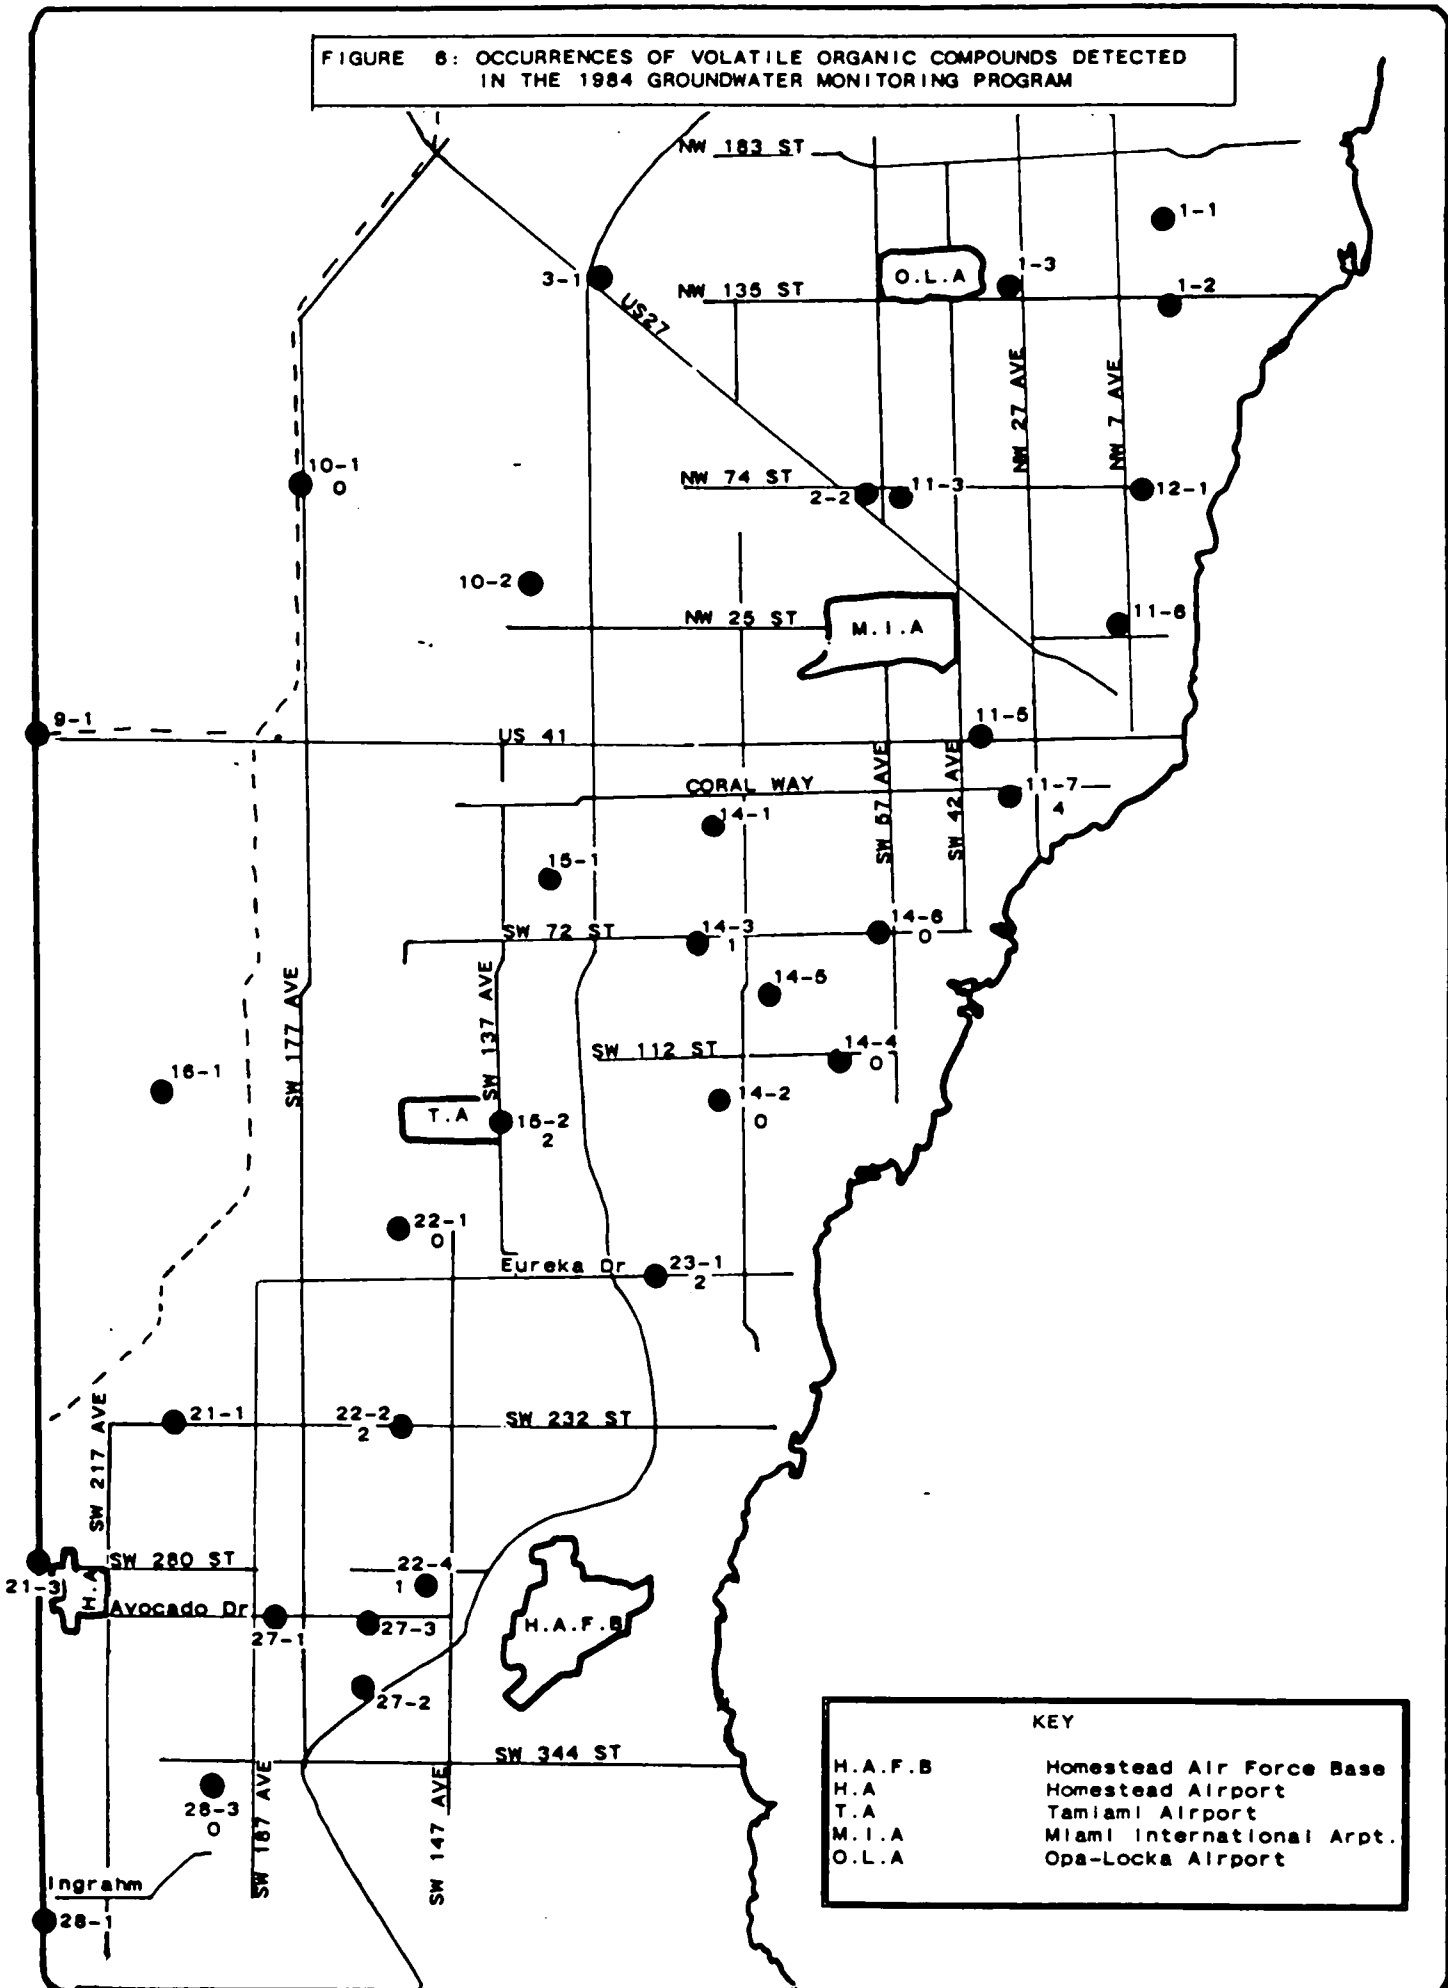 FIGURE 6: OCCURRENCES OF VOLATILE ORGANIC COMPOUNDS DETECTED
IN THE 1984 GROUNDWATER MONITORING PROGRAM
NW 183 ST
1-1
O.L.A
1-3
3-1
US27
NW 135 ST
1-2
NW 27 AVE
NW 7 AVE
10-1
0
NW 74 ST
2-2
11-3
12-1
10-2
NW 25 ST
M.I.A
11-6
9-1
US 41
11-5
SW 57 AVE
SW 42 AVE
CORAL WAY
11-7
4
14-1
15-1
SW 72 ST
14-3
1
14-6
0
SW 177 AVE
SW 137 AVE
14-5
SW 112 ST
14-4
0
16-1
T.A
15-2
2
14-2
0
22-1
0
Eureka Dr
23-1
2
SW 217 AVE
21-1
22-2
2
SW 232 ST
21-3
H.A
SW 280 ST
22-4
1
Avocado Dr
27-1
27-3
H.A.F.B
27-2
SW 344 ST
28-3
0
SW 187 AVE
SW 147 AVE
Ingrahm
28-1
KEY
H.A.F.B Homestead Air Force Base
H.A Homestead Airport
T.A Tamiami Airport
M.I.A Miami International Arpt.
O.L.A Opa-Locka Airport